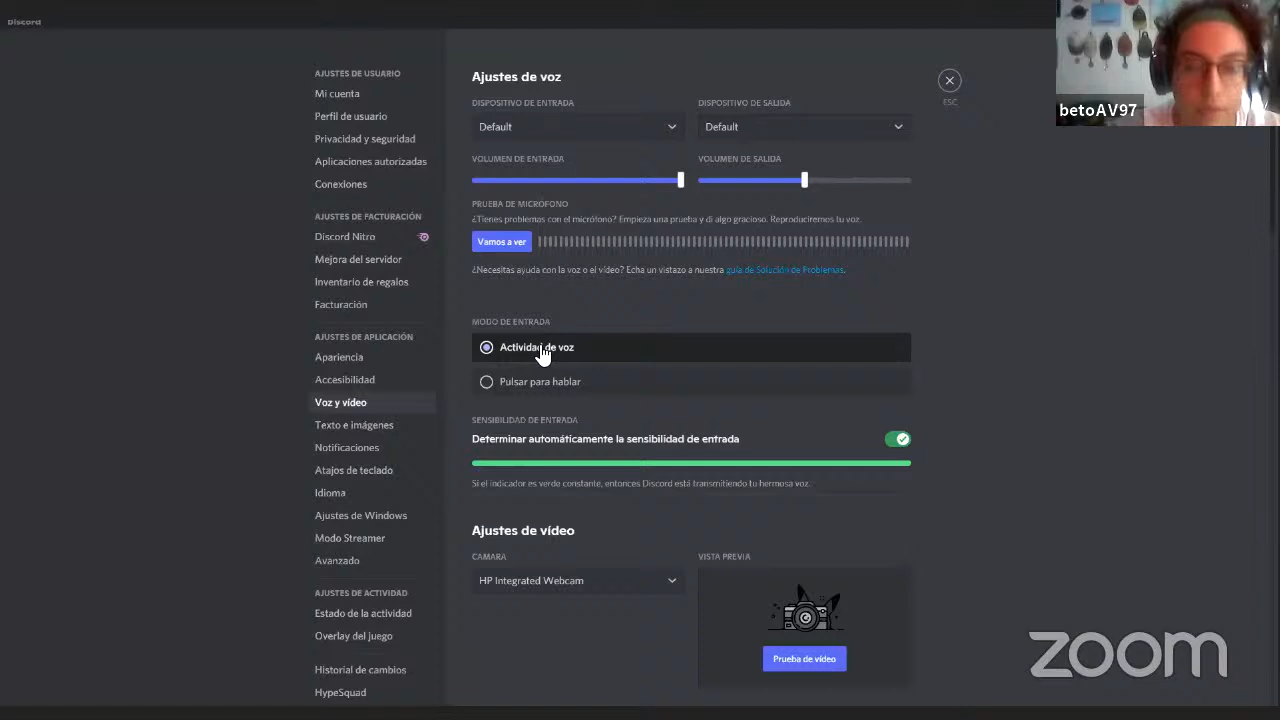 Discord
AJUSTES DE USUARIO
Mi cuenta
Perfil de usuario
Privacidad y seguridad
Aplicaciones autorizadas
Conexiones
AJUSTES DE FACTURACIÓN
Discord Nitro
Mejora del servidor
Inventario de regalos
Facturación
AJUSTES DE APLICACIÓN
Apariencia
Accesibilidad
Voz y vídeo
Texto e imágenes
Notificaciones
Atajos de teclado
Idioma
Ajustes de Windows
Modo Streamer
Avanzado
AJUSTES DE ACTIVIDAD
Estado de la actividad
Overlay del juego
Historial de cambios
HypeSquad
Ajustes de voz
DISPOSITIVO DE ENTRADA
DISPOSITIVO DE SALIDA
Default
Default
VOLUMEN DE ENTRADA
VOLUMEN DE SALIDA
PRUEBA DE MICRÓFONO
¿Tienes problemas con el micrófono? Empieza una prueba y di algo gracioso. Reproduciremos tu voz.
Vamos a ver
¿Necesitas ayuda con la voz o el vídeo? Echa un vistazo a nuestra guía de Solución de Problemas.
MODO DE ENTRADA
Actividad de voz
Pulsar para hablar
SENSIBILIDAD DE ENTRADA
Determinar automáticamente la sensibilidad de entrada
Si el indicador es verde constante, entonces Discord está transmitiendo tu hermosa voz.
Ajustes de vídeo
CÁMARA
VISTA PREVIA
HP Integrated Webcam
Prueba de vídeo
ESC
betoAV97
zoom